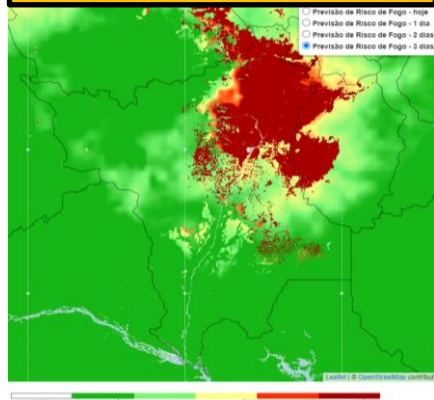 Previsão de Risco de Fogo - hoje
Previsão de Risco de Fogo - 1 dia
Previsão de Risco de Fogo - 2 dias
Previsão de Risco de Fogo - 3 dias
Leaflet | © OpenStreetMap contribut